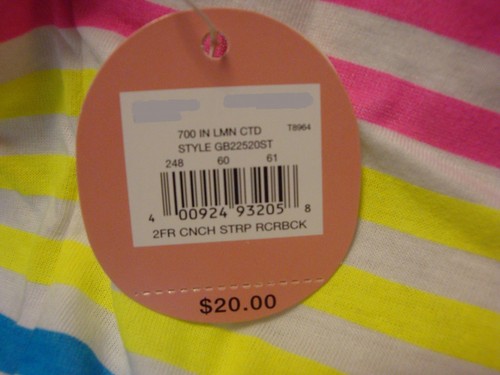 700 IN LMN CTD T8964
STYLE GB22520ST
248 60 61
4 00924 93205 8
2FR CNCH STRP RCRBCK
$20.00